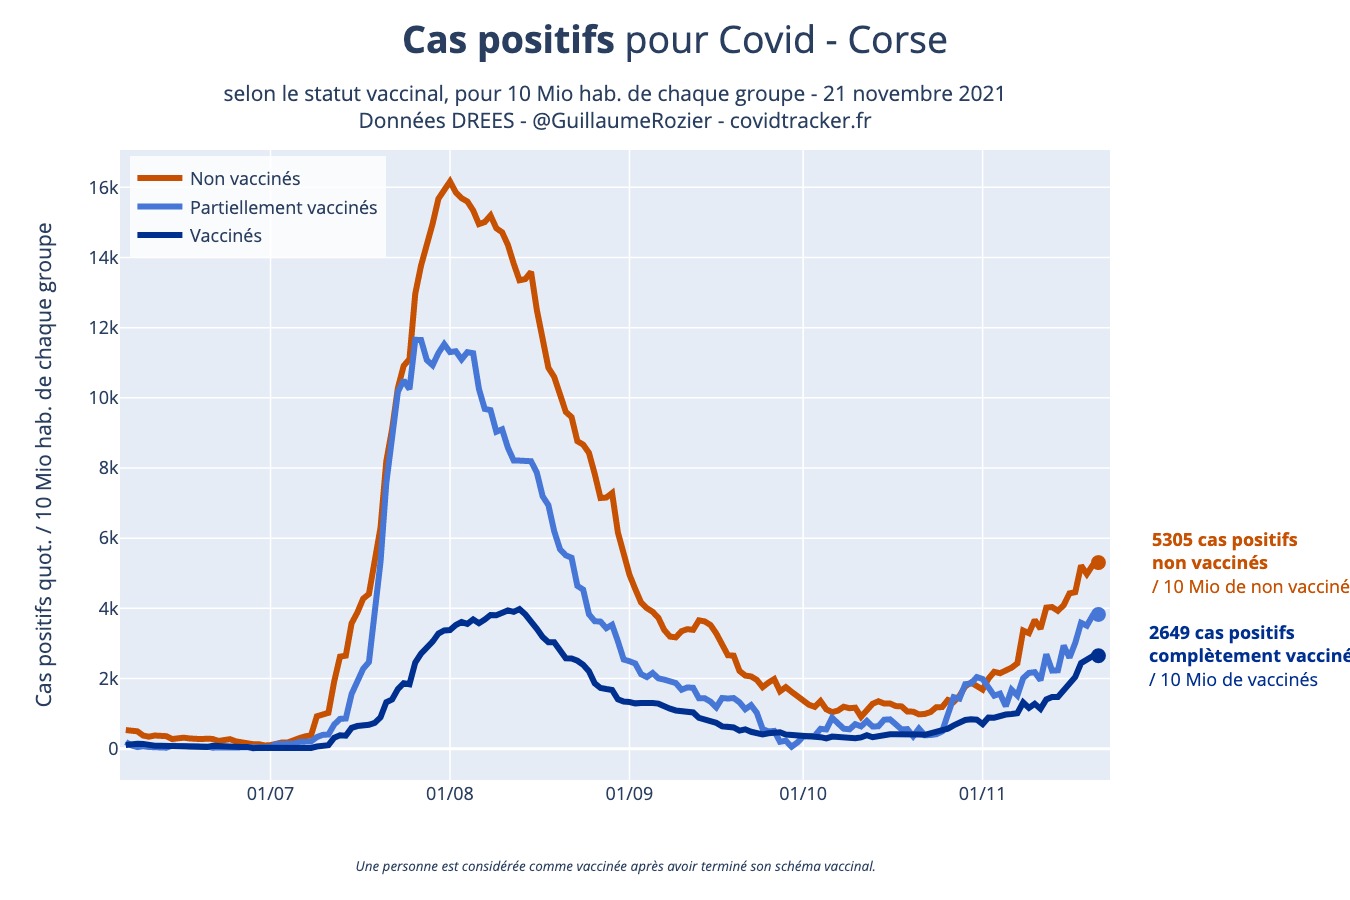 Cas positifs pour Covid - Corse
selon le statut vaccinal, pour 10 Mio hab. de chaque groupe - 21 novembre 2021
Données DREES - @GuillaumeRozier - covidtracker.fr
Non vaccinés
Partiellement vaccinés
Vaccinés
Cas positifs quot. / 10 Mio hab. de chaque groupe
16k
14k
12k
10k
8k
6k
4k
2k
0
01/07
01/08
01/09
01/10
01/11
5305 cas positifs
non vaccinés
/ 10 Mio de non vacciné
2649 cas positifs
complètement vacciné
/ 10 Mio de vaccinés
Une personne est considérée comme vaccinée après avoir terminé son schéma vaccinal.